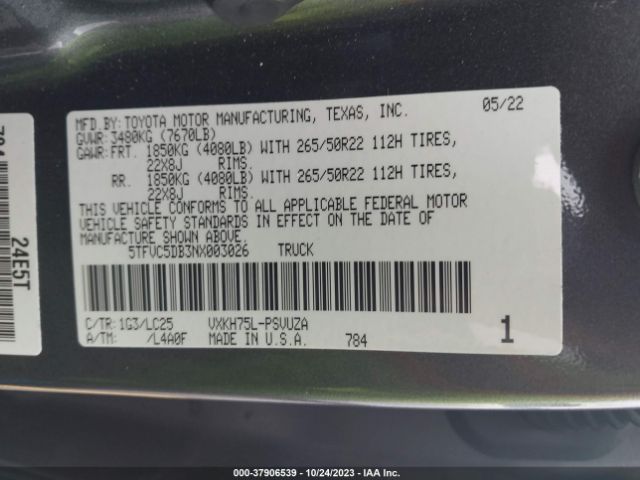 MFD.BY:TOYOTA MOTOR MANUFACTURING, TEXAS, INC. 05/22
GVWR: 3480KG (7670LB)
GAWR:FRT. 1850KG (4080LB) WITH 265/50R22 112H TIRES,
22X8J RIMS.
RR. 1850KG (4080LB) WITH 265/50R22 112H TIRES,
22X8J RIMS.
THIS VEHICLE CONFORMS TO ALL APPLICABLE FEDERAL MOTOR
VEHICLE SAFETY STANDARDS IN EFFECT ON THE DATE OF
MANUFACTURE SHOWN ABOVE.
5TFVC5DB3NX003026 TRUCK
C/TR:1G3/LC25 VXKH75L-PSVUZA
A/TM: /L4A0F MADE IN U.S.A. 784 1
24E5T
000-37906539 - 10/24/2023 - IAA Inc.